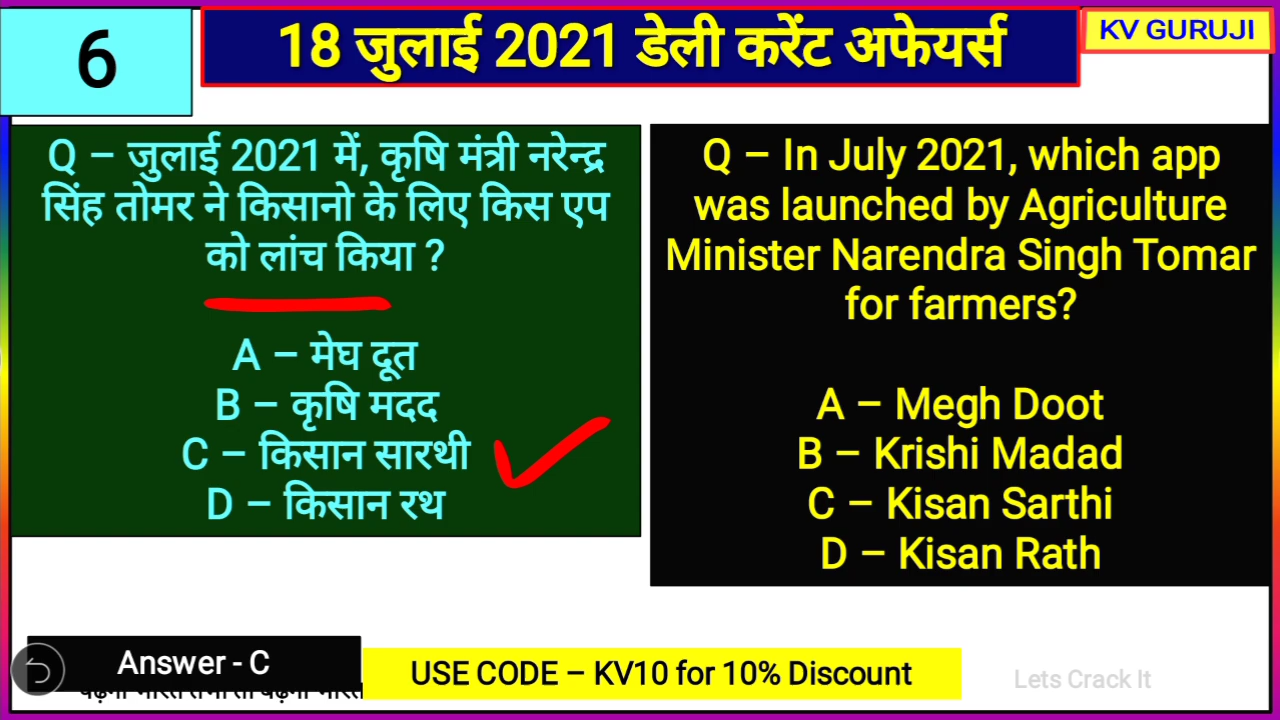 6
18 जुलाई 2021 डेली करेंट अफेयर्स
KV GURUJI
Q – जुलाई 2021 में, कृषि मंत्री नरेन्द्र
सिंह तोमर ने किसानो के लिए किस एप
को लांच किया ?
A – मेघ दूत
B – कृषि मदद
C – किसान सारथी
D – किसान रथ
Q – In July 2021, which app
was launched by Agriculture
Minister Narendra Singh Tomar
for farmers?
A – Megh Doot
B – Krishi Madad
C – Kisan Sarthi
D – Kisan Rath
Answer - C
USE CODE – KV10 for 10% Discount
Lets Crack It